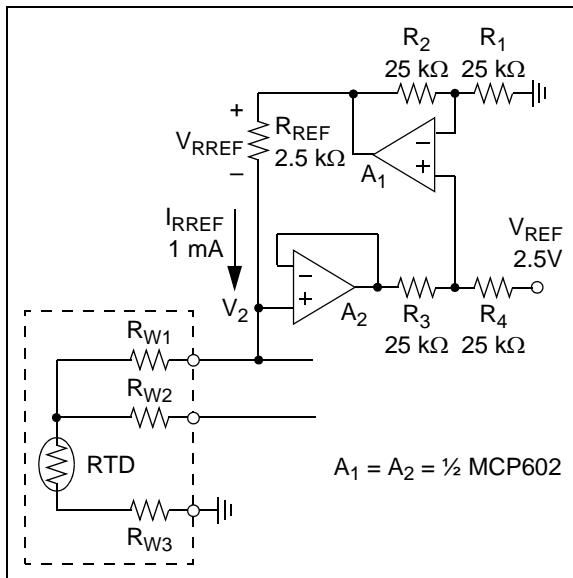 R2
25 kΩ
R1
25 kΩ
+
VRREF
–
RREF
2.5 kΩ
–
+
A1
IRREF
1 mA
VREF
2.5V
–
+
V2
A2
R3
25 kΩ
R4
25 kΩ
RW1
RW2
RTD
A1 = A2 = ½ MCP602
RW3